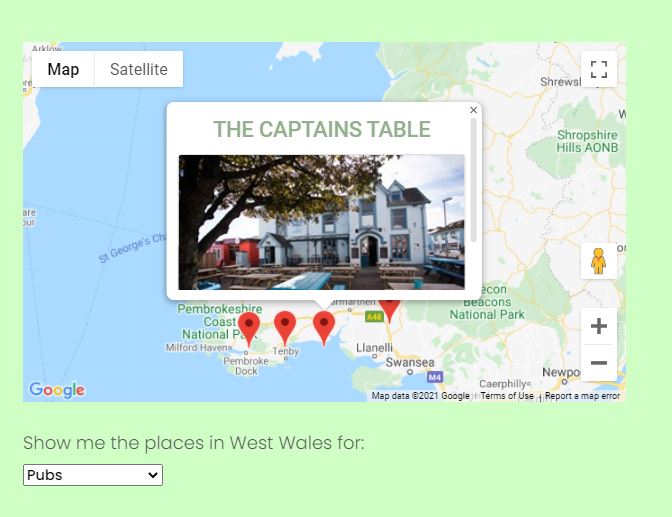 Arklow
Map
Satellite
Shrews
THE CAPTAINS TABLE
Shropshire
Hills AONB
St George's Cha
Pembrokeshire
Coast
National Park
Milford Haven
Pembroke
Dock
Tenby
armarthen
A48
Llanelli
Swansea
M4
econ
Beacons
National Park
Caerphilly
Newpo
Google
Map data ©2021 Google
Terms of Use
Report a map error
Show me the places in West Wales for:
Pubs